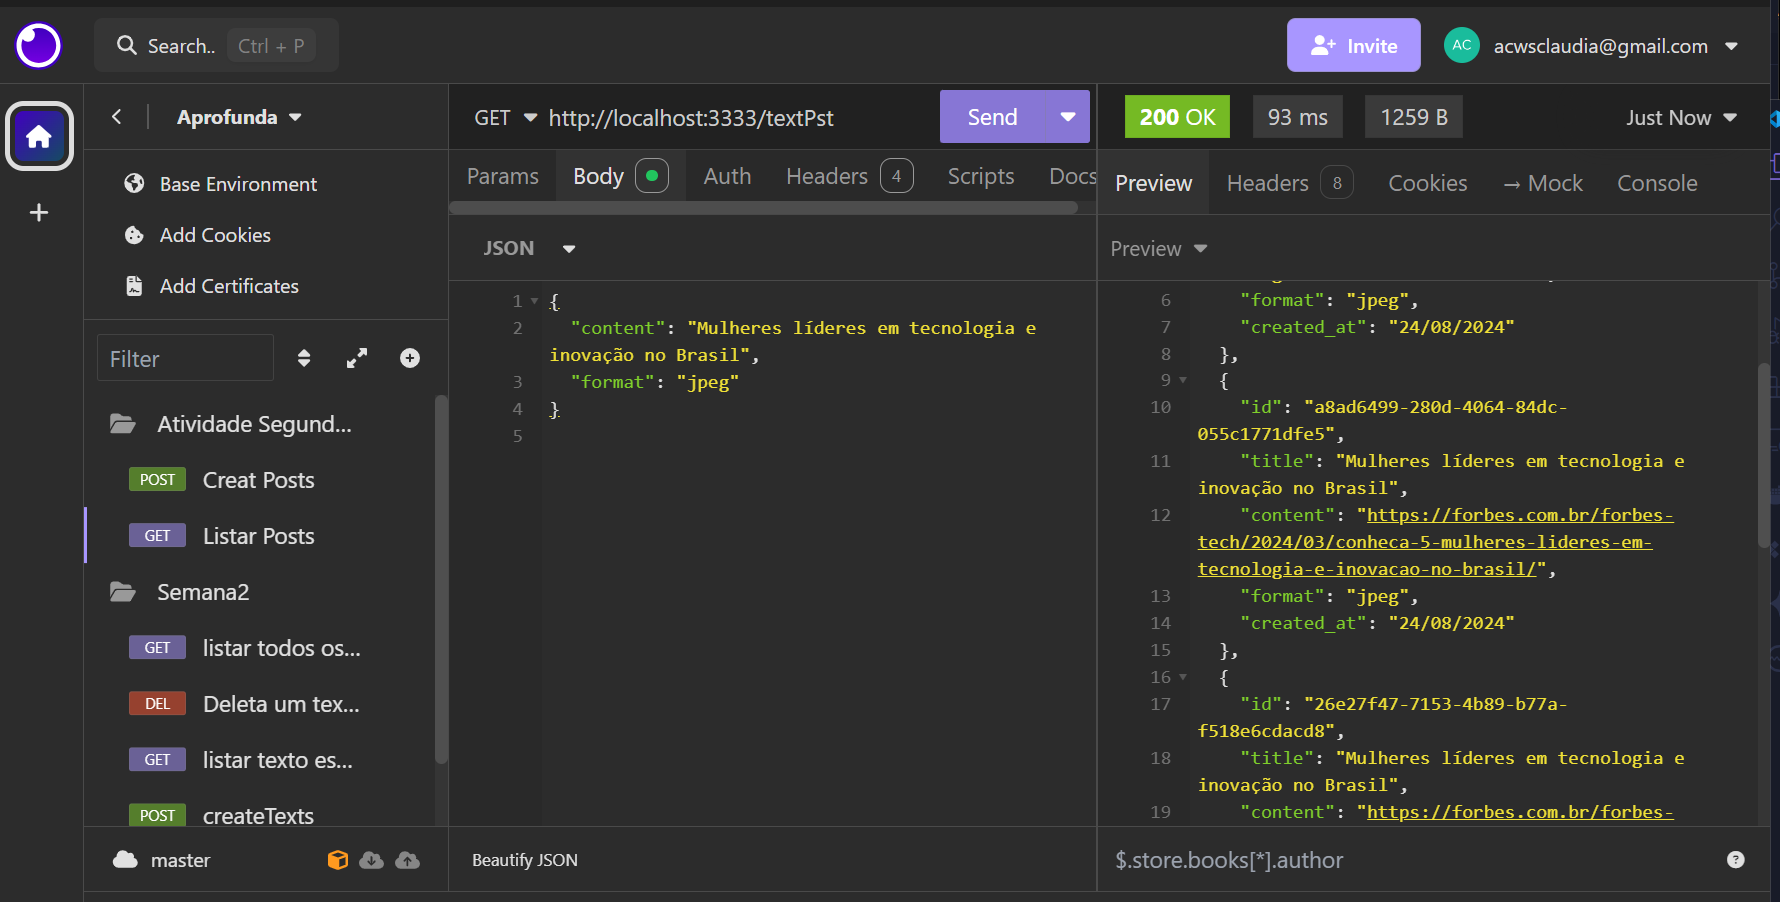 Search.. Ctrl + P
Invite
AC acwsclaudia@gmail.com
Aprofunda
Base Environment
Add Cookies
Add Certificates
Filter
Atividade Segund...
POST Creat Posts
GET Listar Posts
Semana2
GET listar todos os...
DEL Deleta um tex...
GET listar texto es...
POST createTexts
master
GET http://localhost:3333/textPst Send
Params Body Auth Headers 4 Scripts Docs
JSON
1 {
2 "content": "Mulheres líderes em tecnologia e
inovação no Brasil",
3 "format": "jpeg"
4 }
5
Beautify JSON
200 OK 93 ms 1259 B Just Now
Preview Headers 8 Cookies → Mock Console
Preview
6 "format": "jpeg",
7 "created_at": "24/08/2024"
8 },
9 {
10 "id": "a8ad6499-280d-4064-84dc-
055c1771dfe5",
11 "title": "Mulheres líderes em tecnologia e
inovação no Brasil",
12 "content": "https://forbes.com.br/forbes-
tech/2024/03/conheca-5-mulheres-lideres-em-
tecnologia-e-inovacao-no-brasil/",
13 "format": "jpeg",
14 "created_at": "24/08/2024"
15 },
16 {
17 "id": "26e27f47-7153-4b89-b77a-
f518e6cdacd8",
18 "title": "Mulheres líderes em tecnologia e
inovação no Brasil",
19 "content": "https://forbes.com.br/forbes-
$.store.books[*].author ?